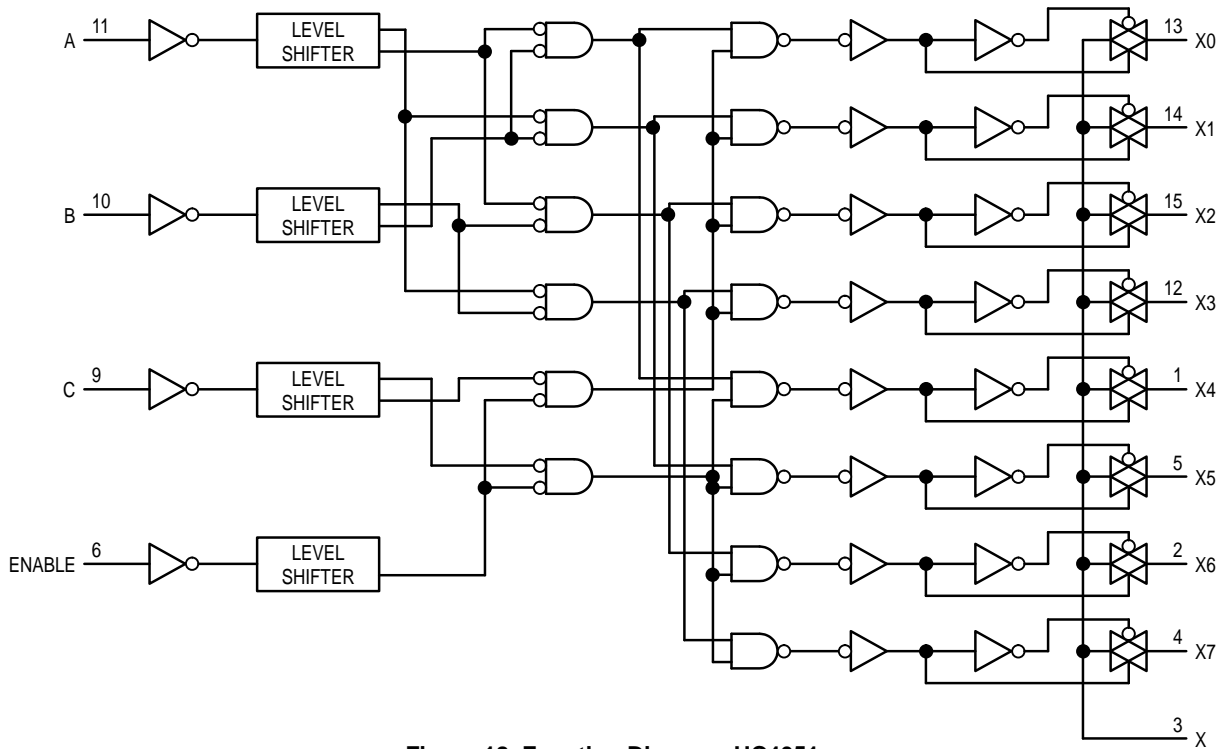 11
A
LEVEL
SHIFTER
13
X0
14
X1
10
B
LEVEL
SHIFTER
15
X2
12
X3
9
C
LEVEL
SHIFTER
1
X4
5
X5
6
ENABLE
LEVEL
SHIFTER
2
X6
4
X7
3
X